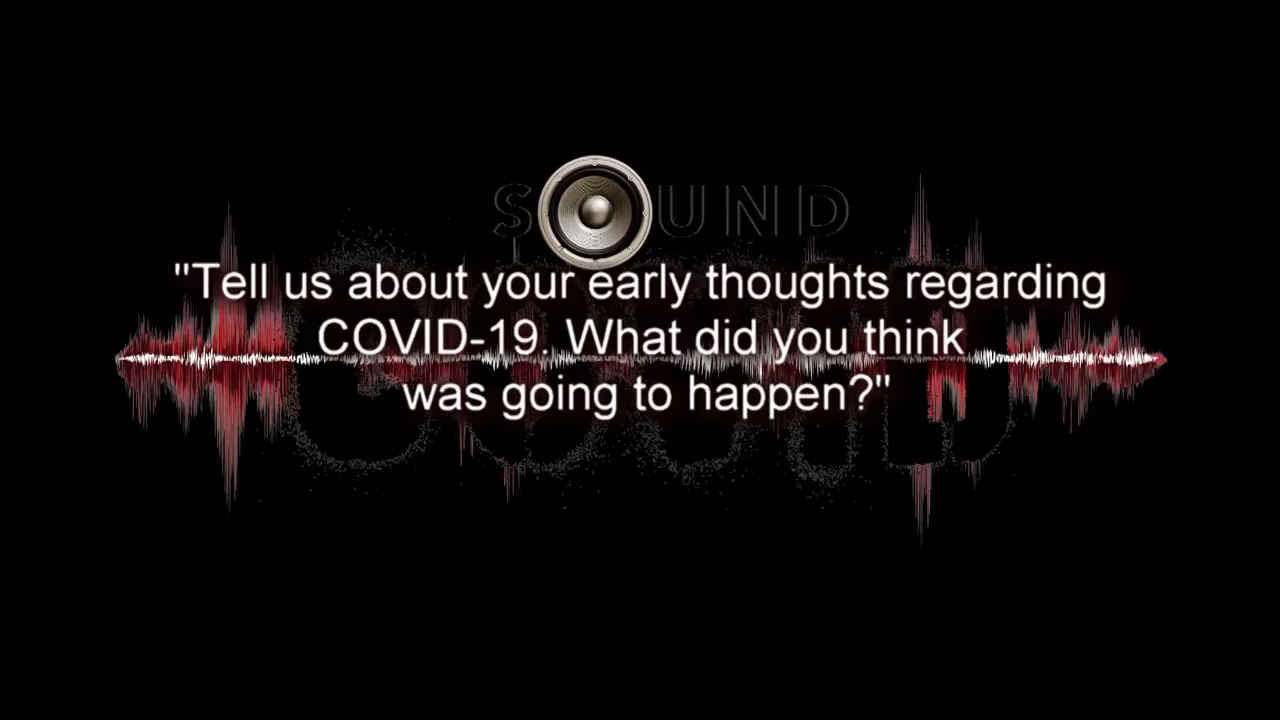 SOUND
"Tell us about your early thoughts regarding
COVID-19. What did you think
was going to happen?"